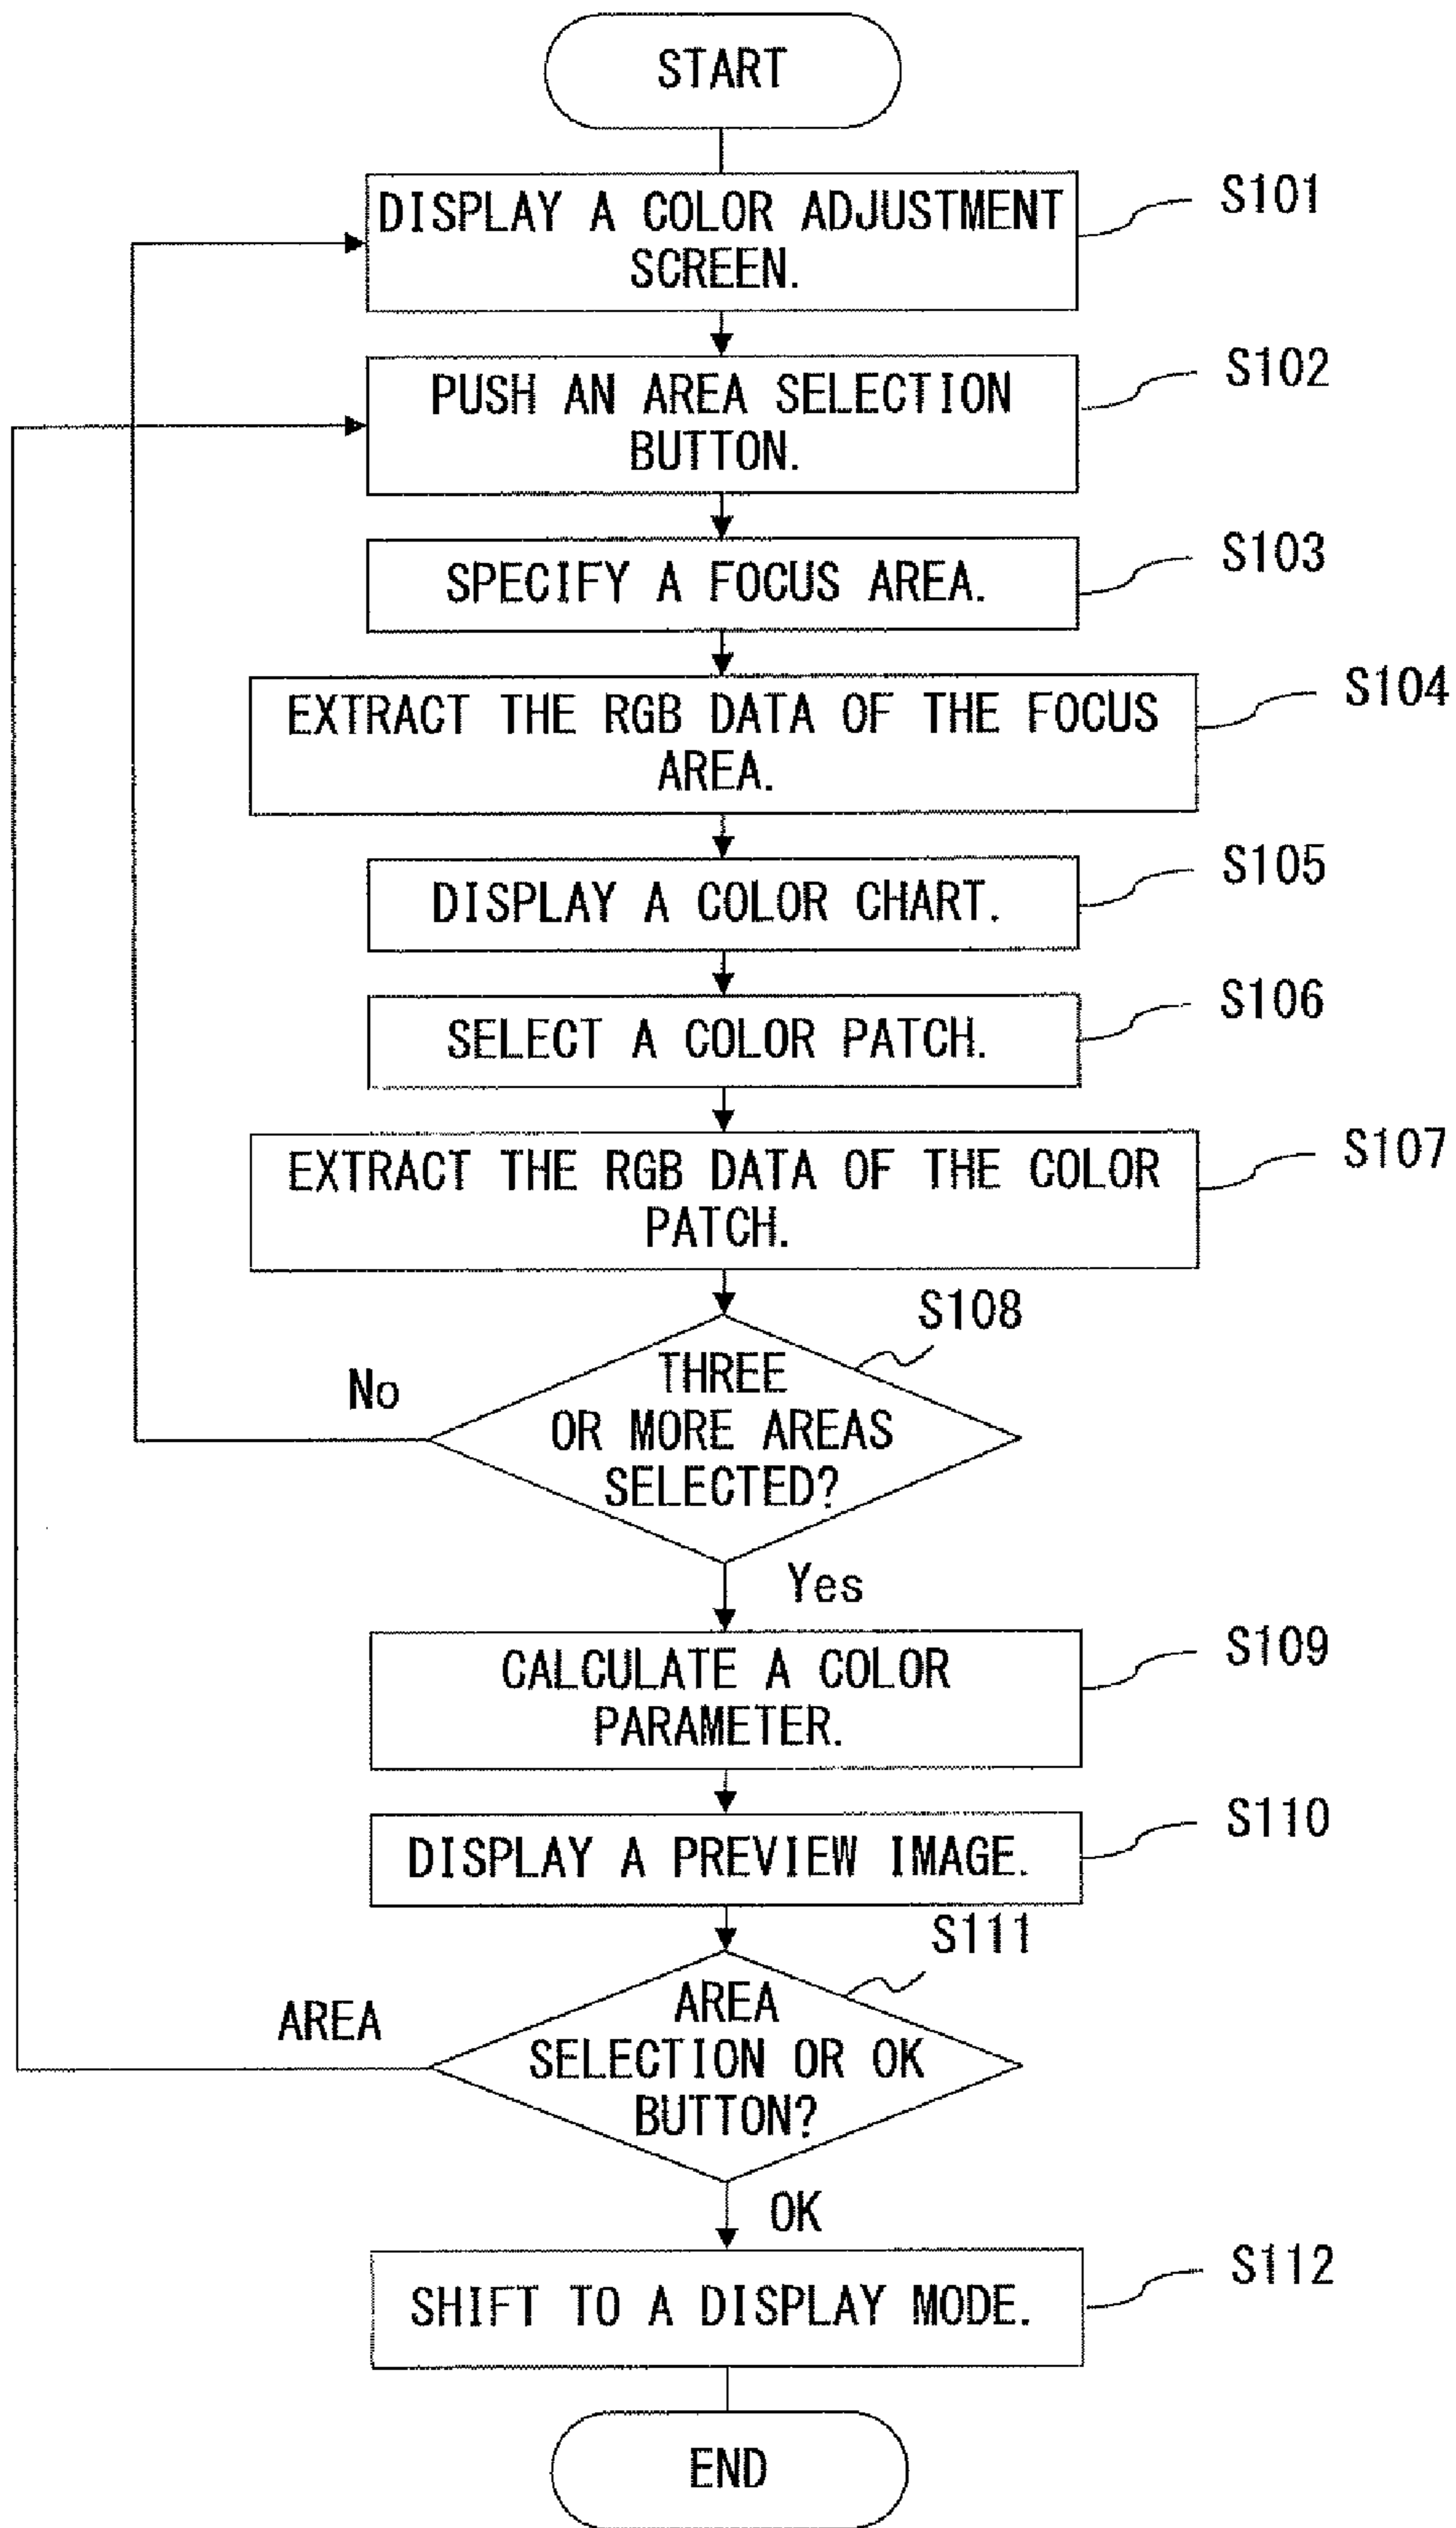 START
DISPLAY A COLOR ADJUSTMENT
SCREEN.
S101
PUSH AN AREA SELECTION
BUTTON.
S102
SPECIFY A FOCUS AREA.
S103
EXTRACT THE RGB DATA OF THE FOCUS
AREA.
S104
DISPLAY A COLOR CHART.
S105
SELECT A COLOR PATCH.
S106
EXTRACT THE RGB DATA OF THE COLOR
PATCH.
S107
S108
THREE
OR MORE AREAS
SELECTED?
No
Yes
CALCULATE A COLOR
PARAMETER.
S109
DISPLAY A PREVIEW IMAGE.
S110
S111
AREA
SELECTION OR OK
BUTTON?
AREA
OK
SHIFT TO A DISPLAY MODE.
S112
END